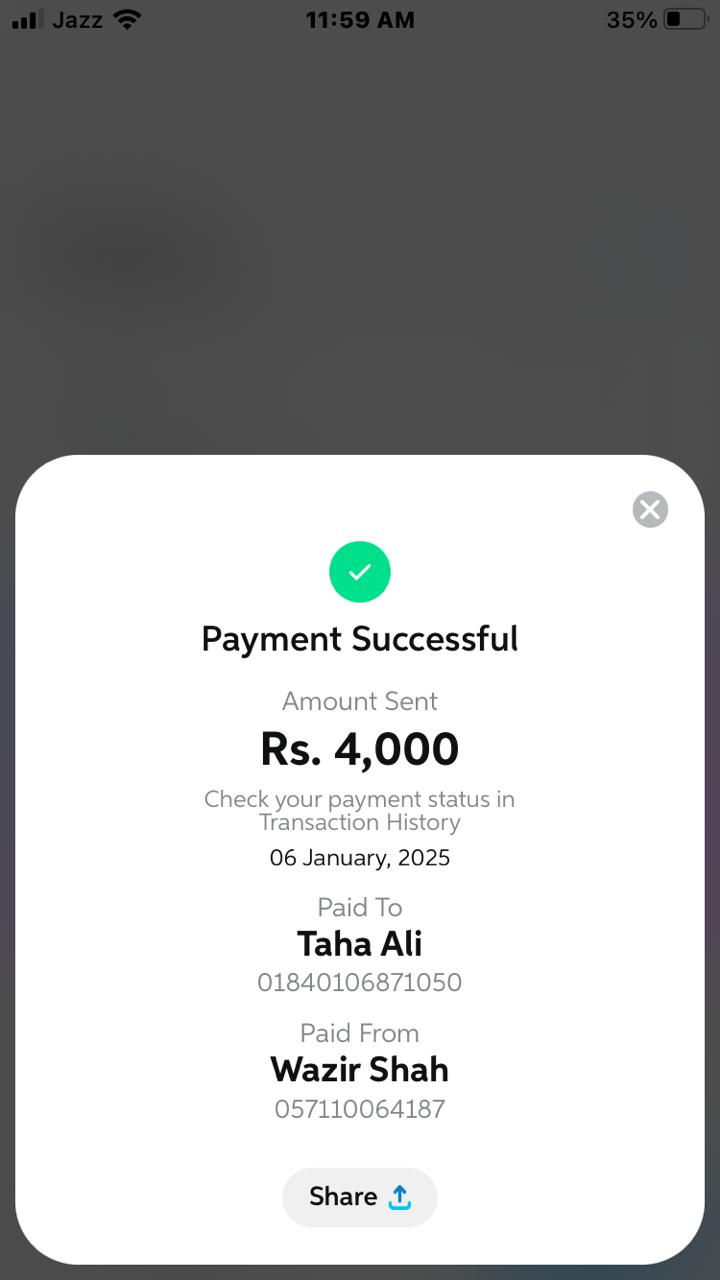 Jazz 11:59 AM 35%
Payment Successful
Amount Sent
Rs. 4,000
Check your payment status in
Transaction History
06 January, 2025
Paid To
Taha Ali
01840106871050
Paid From
Wazir Shah
057110064187
Share